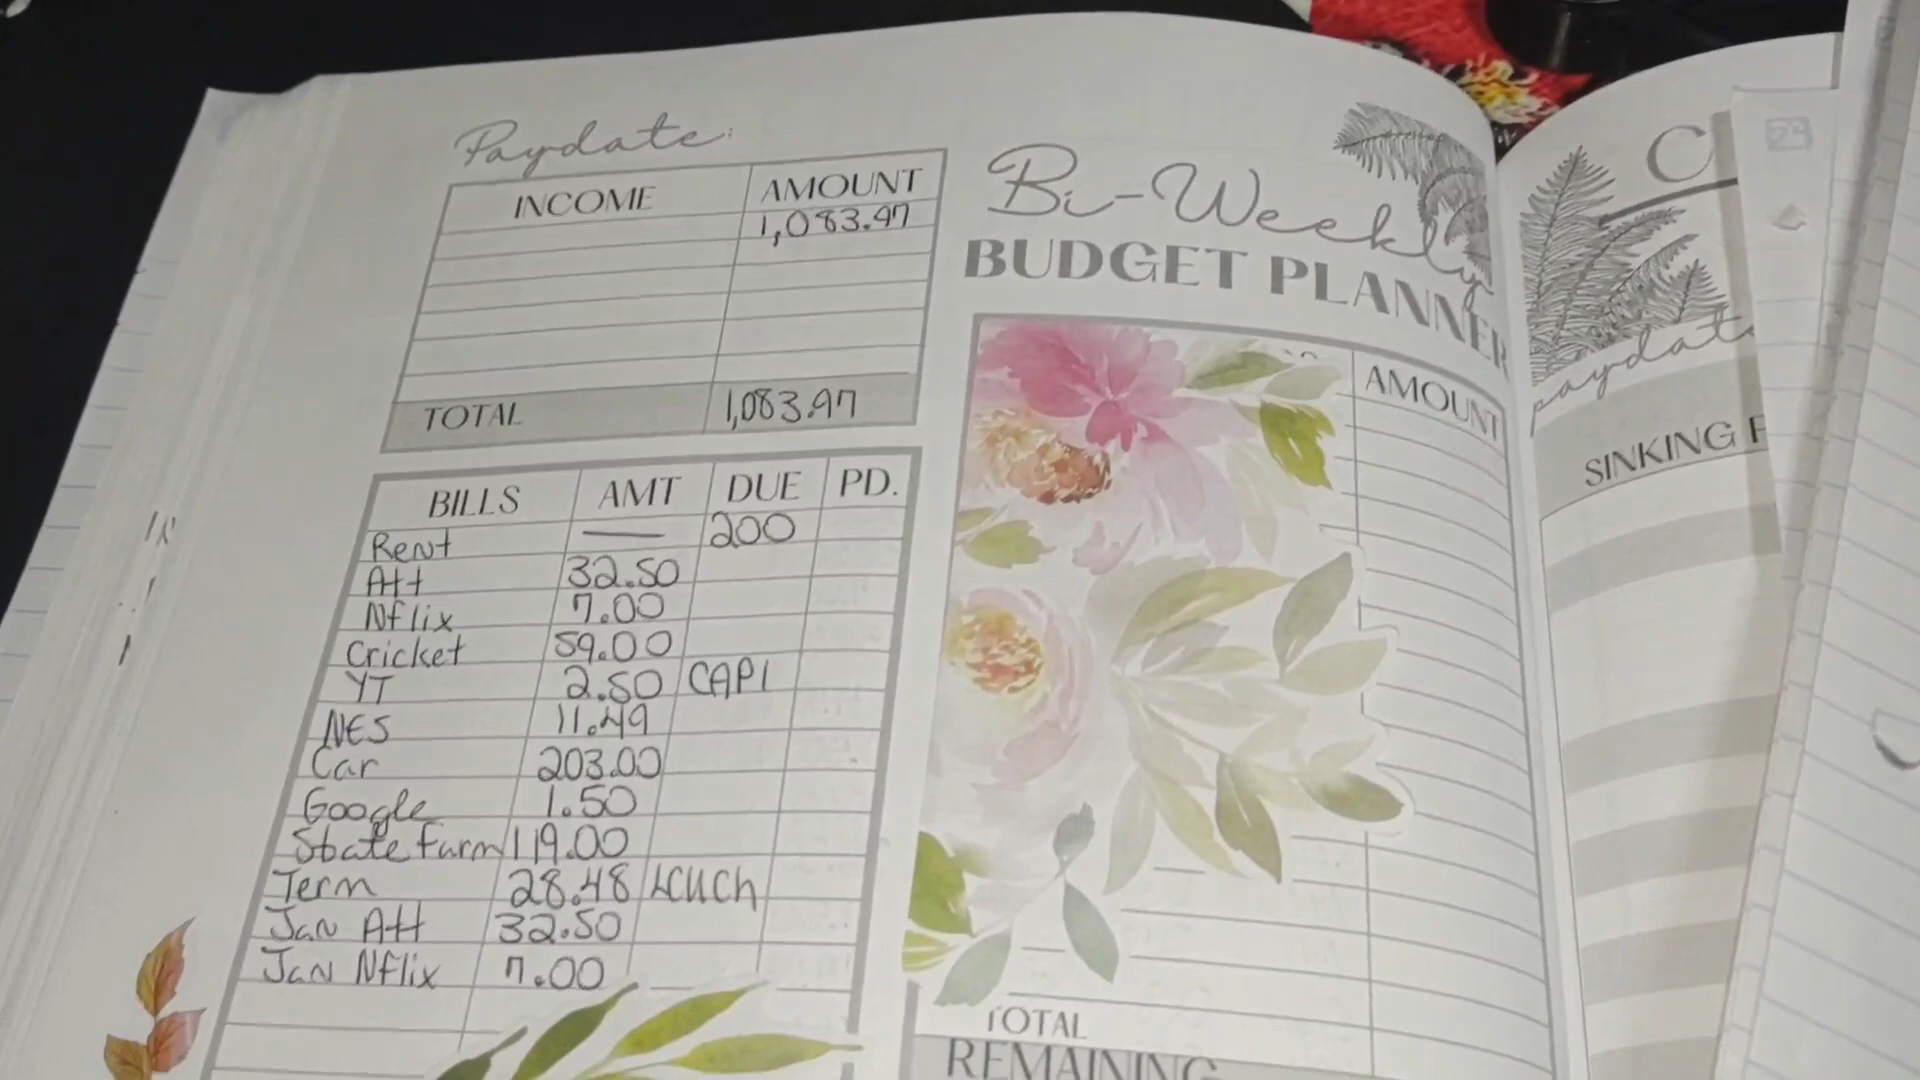 Paydate:
INCOME AMOUNT
1,083.97
TOTAL 1,083.97
BILLS AMT DUE PD.
Rent — 200
Att 32.50
Nflix 7.00
Cricket 59.00
YT 2.50 CAP1
NES 11.49
Car 203.00
Google 1.50
State Farm 119.00
Term 28.48
Jan Att 32.50
Jan Nflix 7.00
Bi-Weekly
BUDGET PLANNER
AMOUNT
TOTAL
REMAINING
C
paydate
SINKING F